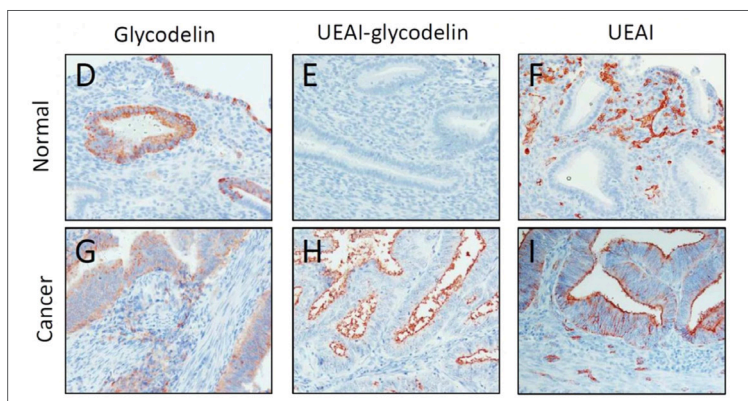 Glycodelin UEAI-glycodelin UEAI
Normal
D E F
Cancer
G H I